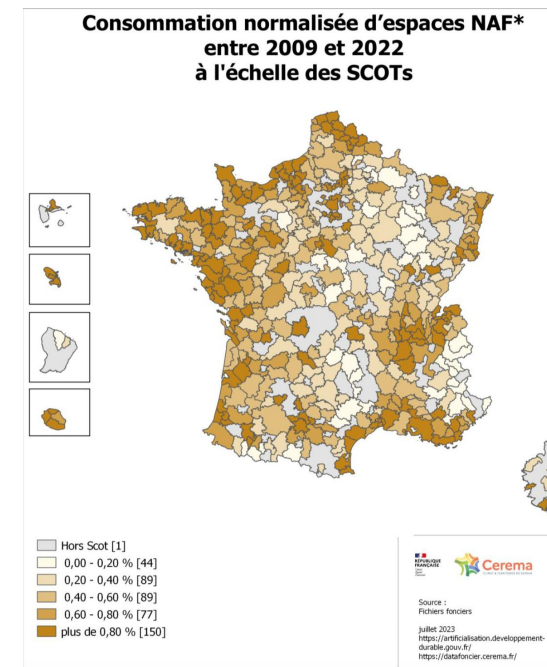 Consommation normalisée d'espaces NAF*
entre 2009 et 2022
à l'échelle des SCOTs
Hors Scot [1]
0,00 - 0,20 % [44]
0,20 - 0,40 % [89]
0,40 - 0,60 % [89]
0,60 - 0,80 % [77]
plus de 0,80 % [150]
RÉPUBLIQUE
FRANÇAISE
Cerema
Source :
Fichiers fonciers
juillet 2023
https://artificialisation.developpement-
durable.gouv.fr/
https://datafoncier.cerema.fr/